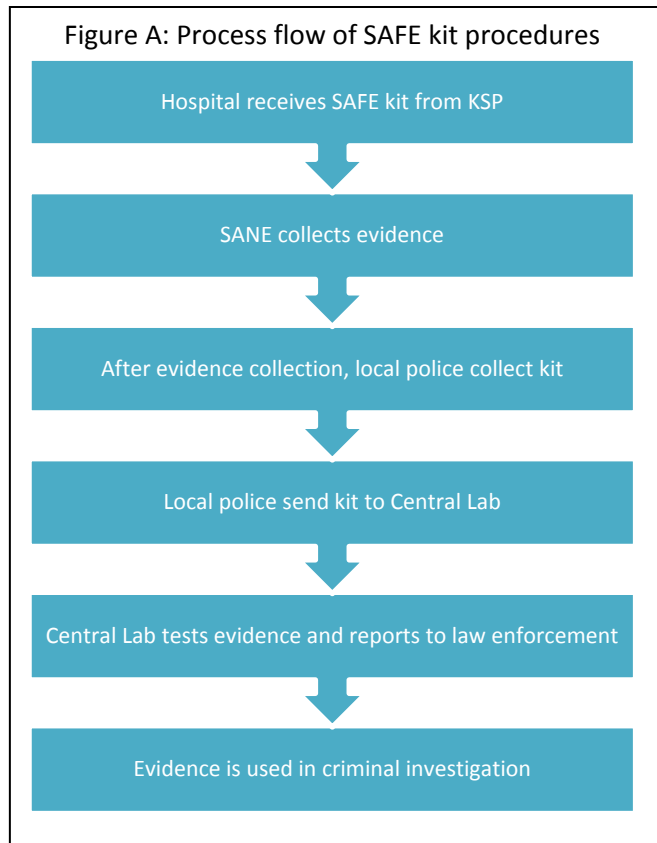 Figure A: Process flow of SAFE kit procedures
Hospital receives SAFE kit from KSP
SANE collects evidence
After evidence collection, local police collect kit
Local police send kit to Central Lab
Central Lab tests evidence and reports to law enforcement
Evidence is used in criminal investigation